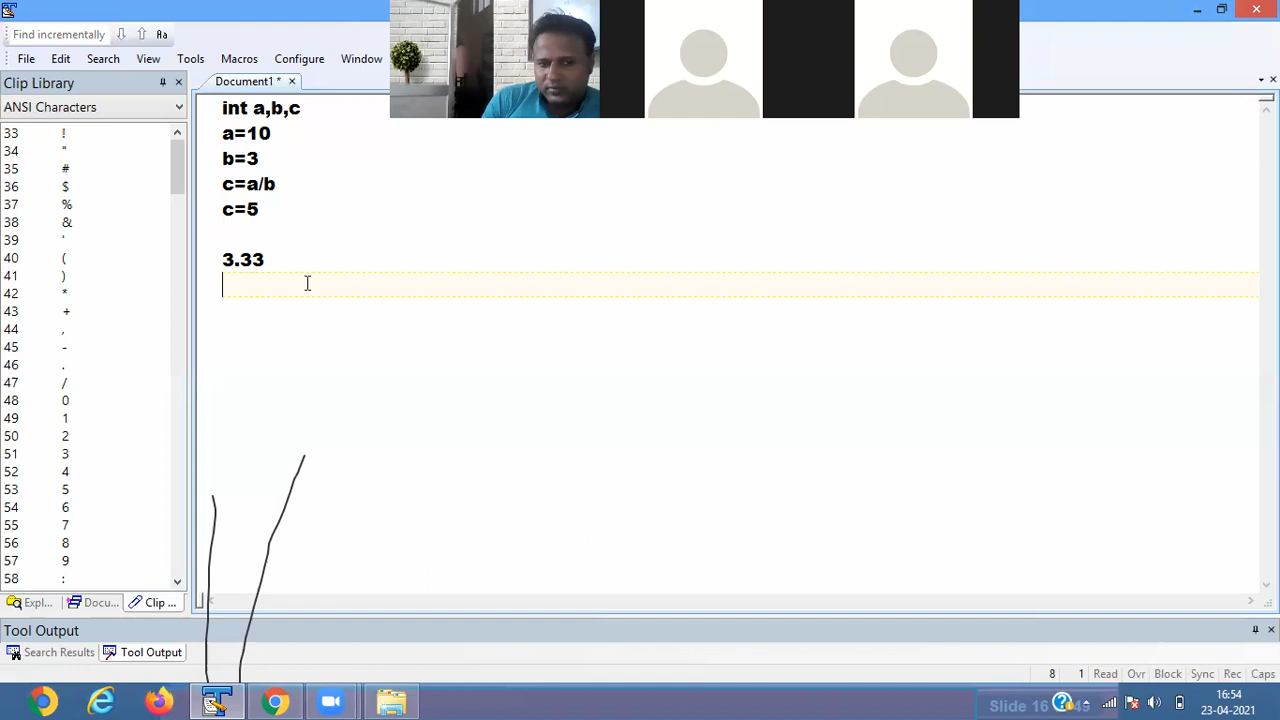 Find incrementally
File Edit Search View Tools Macros Configure Window
Clip Library
Document1 *
ANSI Characters
33 !
34 "
35 #
36 $
37 %
38 &
39 '
40 (
41 )
42 *
43 +
44 ,
45 -
46 .
47 /
48 0
49 1
50 2
51 3
52 4
53 5
54 6
55 7
56 8
57 9
58 :
int a,b,c
a=10
b=3
c=a/b
c=5
3.33
Expl... Docu... Clip ...
Tool Output
Search Results Tool Output
8 1 Read Ovr Block Sync Rec Caps
16:54
Slide 16
23-04-2021